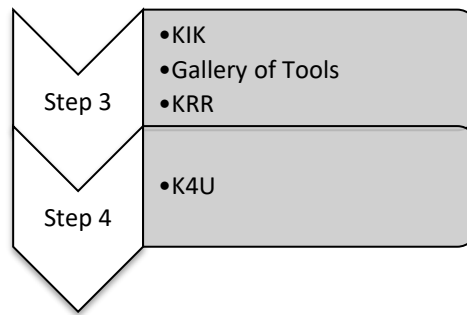 Step 3
•KIK
•Gallery of Tools
•KRR
Step 4
•K4U